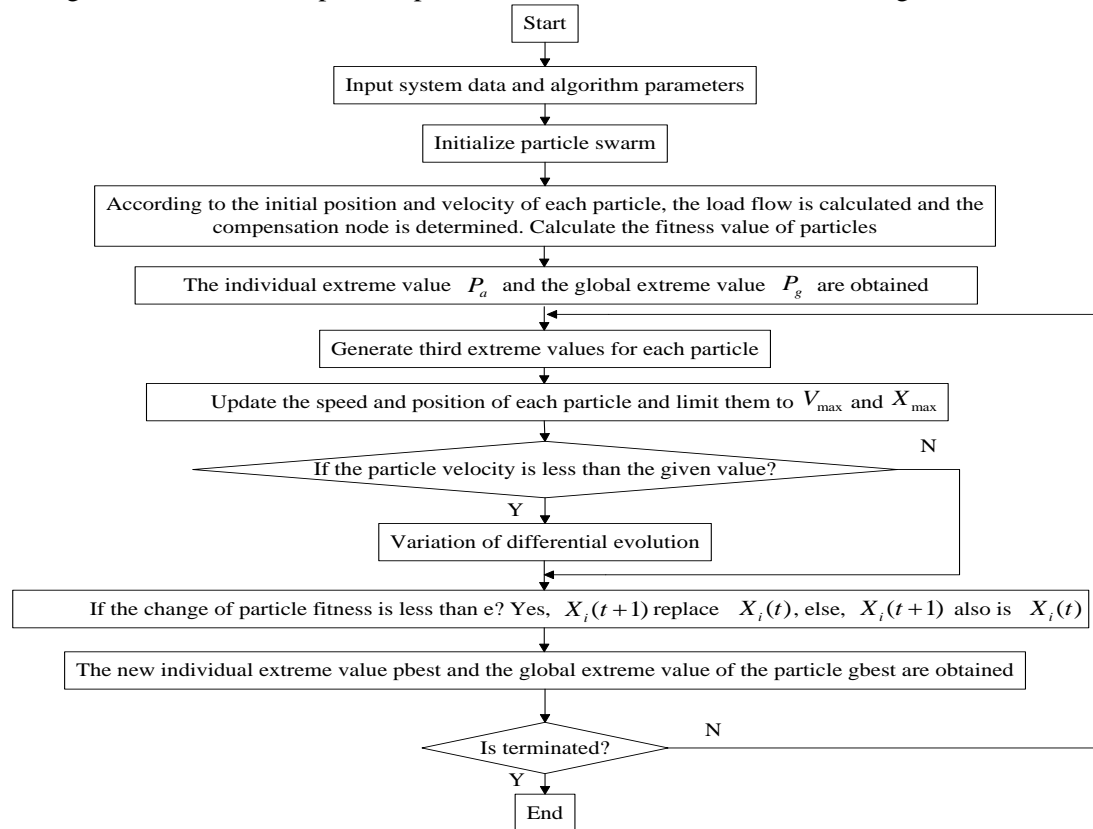 Start
Input system data and algorithm parameters
Initialize particle swarm
According to the initial position and velocity of each particle, the load flow is calculated and the
compensation node is determined. Calculate the fitness value of particles
The individual extreme value P_a and the global extreme value P_g are obtained
Generate third extreme values for each particle
Update the speed and position of each particle and limit them to V_max and X_max
If the particle velocity is less than the given value?
N
Y
Variation of differential evolution
If the change of particle fitness is less than e? Yes, X_i(t+1) replace X_i(t), else, X_i(t+1) also is X_i(t)
The new individual extreme value pbest and the global extreme value of the particle gbest are obtained
Is terminated?
N
Y
End